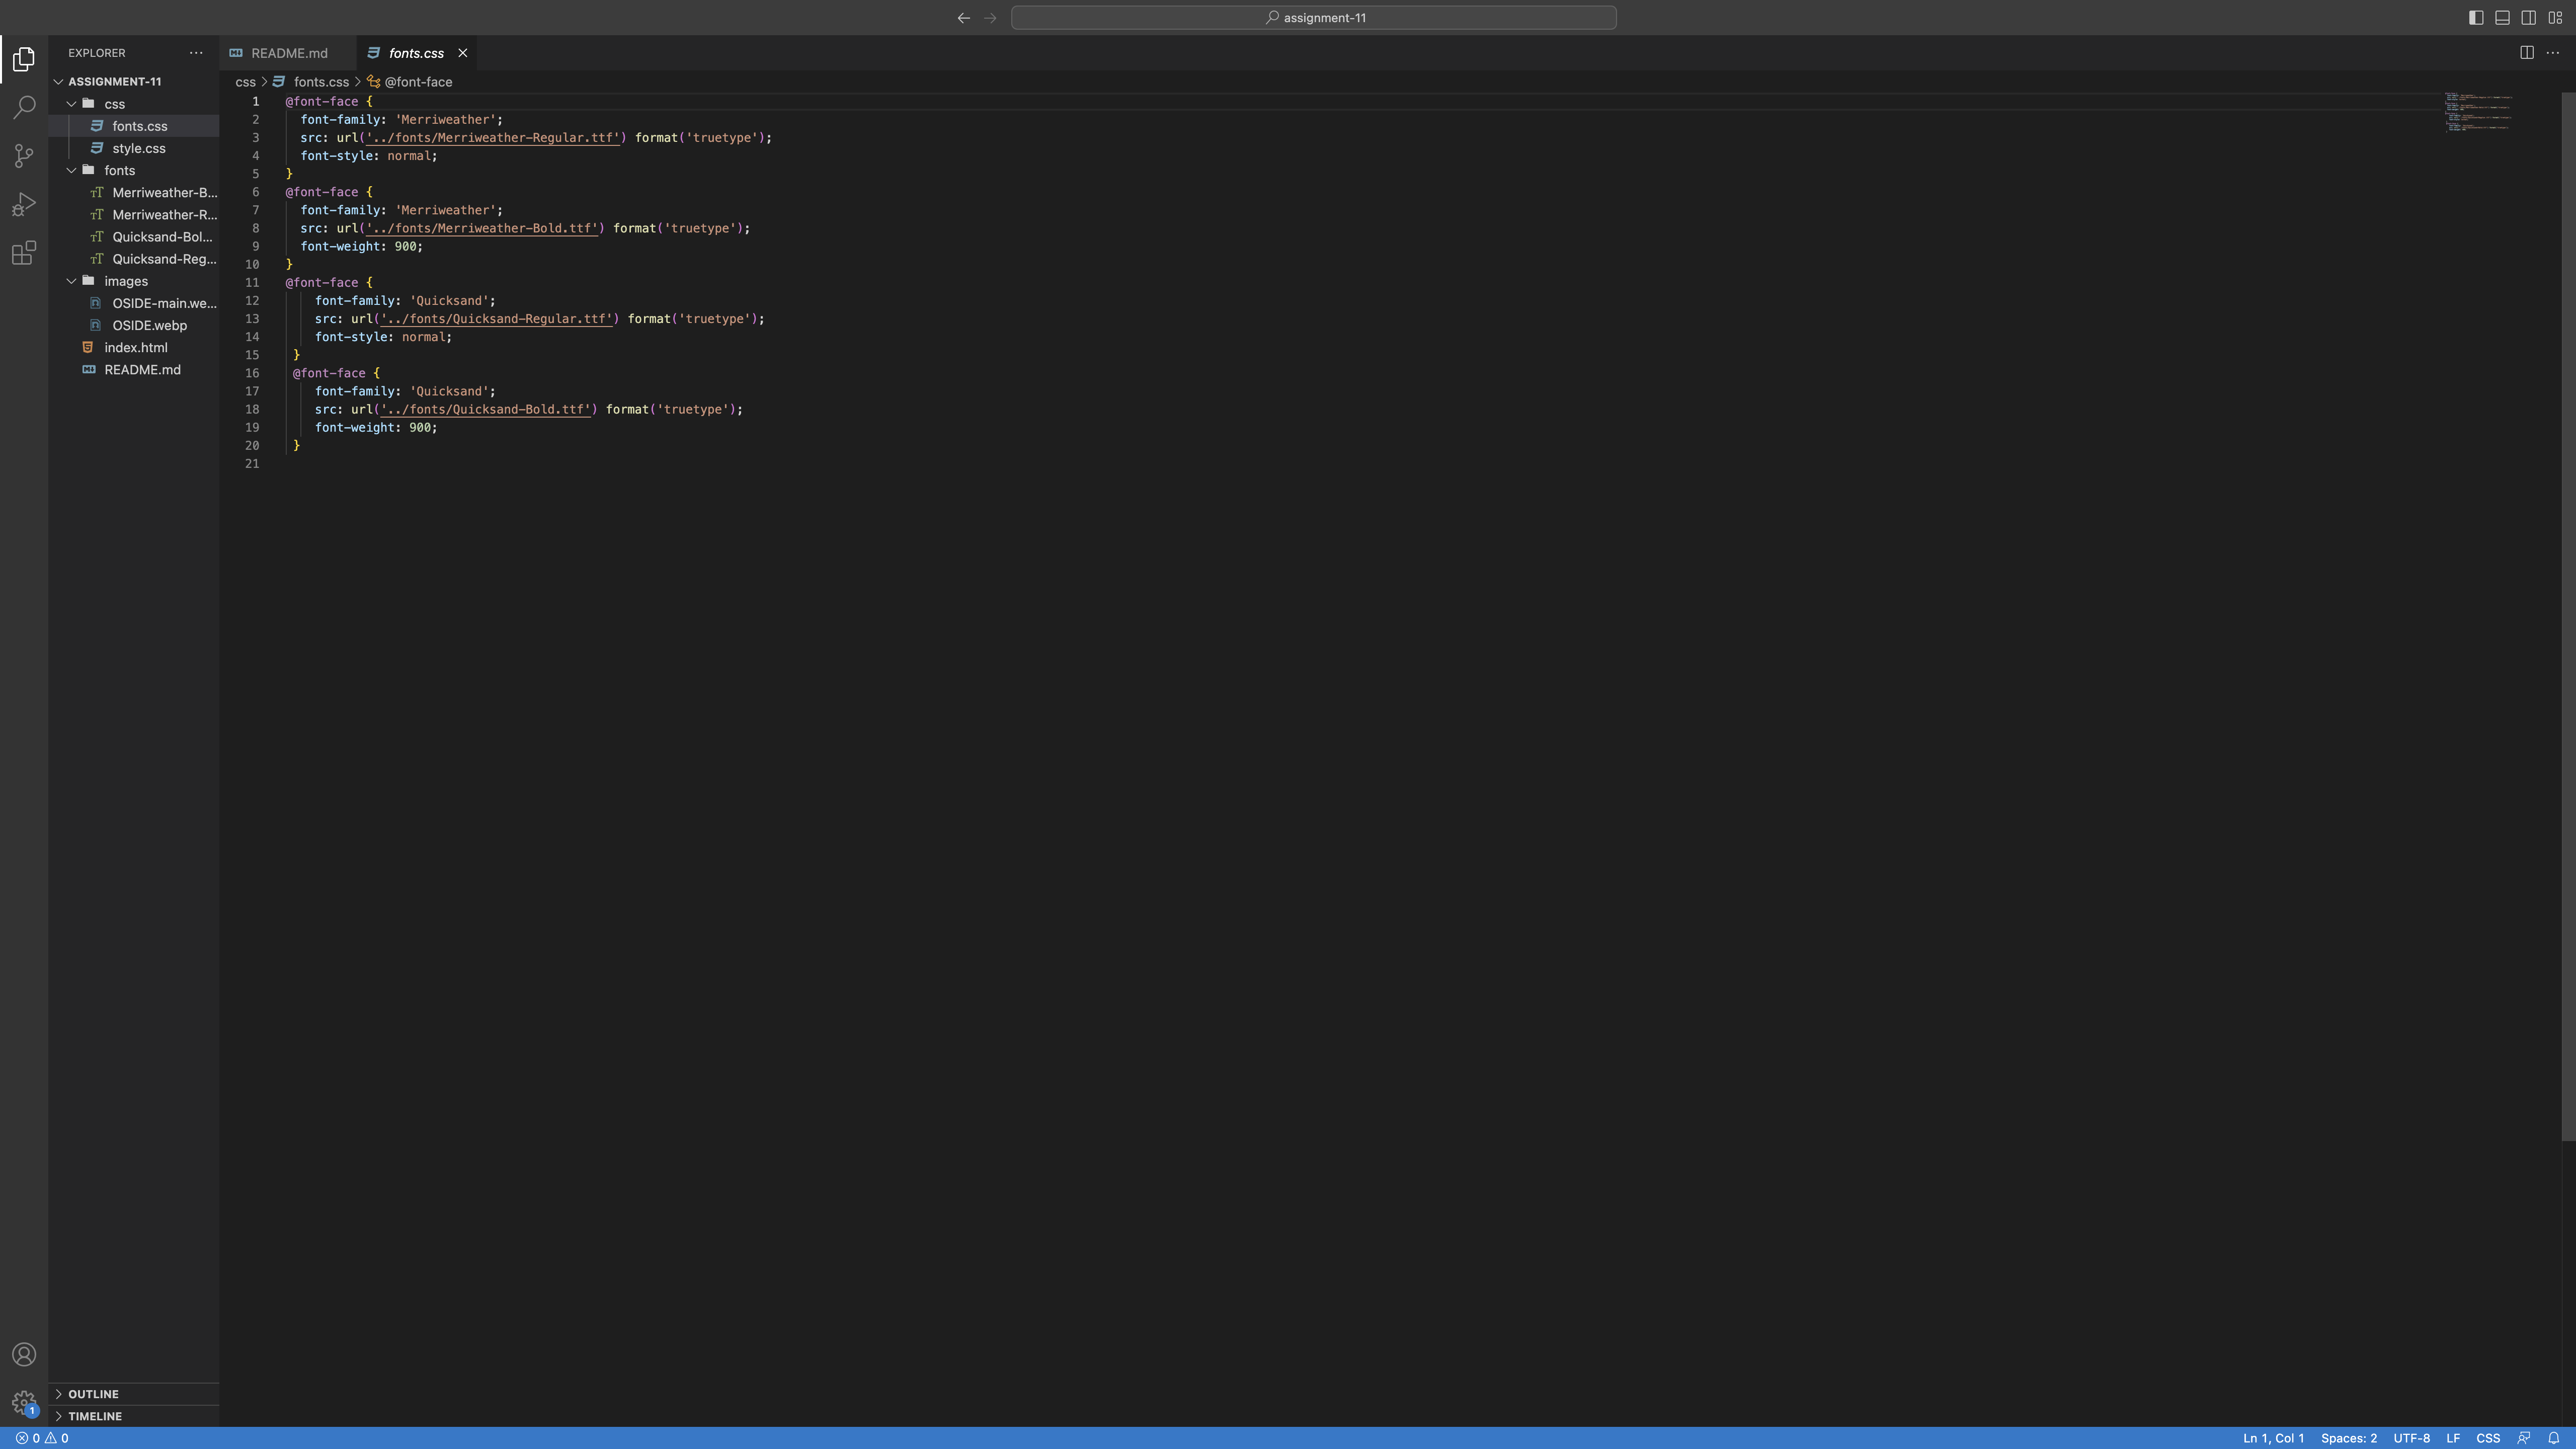 assignment-11
EXPLORER
ASSIGNMENT-11
css
fonts.css
style.css
fonts
Merriweather-B...
Merriweather-R...
Quicksand-Bol...
Quicksand-Reg...
images
OSIDE-main.we...
OSIDE.webp
index.html
README.md
OUTLINE
TIMELINE
README.md
fonts.css
css > fonts.css > @font-face
1 @font-face {
2 font-family: 'Merriweather';
3 src: url('../fonts/Merriweather-Regular.ttf') format('truetype');
4 font-style: normal;
5 }
6 @font-face {
7 font-family: 'Merriweather';
8 src: url('../fonts/Merriweather-Bold.ttf') format('truetype');
9 font-weight: 900;
10 }
11 @font-face {
12 font-family: 'Quicksand';
13 src: url('../fonts/Quicksand-Regular.ttf') format('truetype');
14 font-style: normal;
15 }
16 @font-face {
17 font-family: 'Quicksand';
18 src: url('../fonts/Quicksand-Bold.ttf') format('truetype');
19 font-weight: 900;
20 }
21
1
0 0
Ln 1, Col 1 Spaces: 2 UTF-8 LF CSS